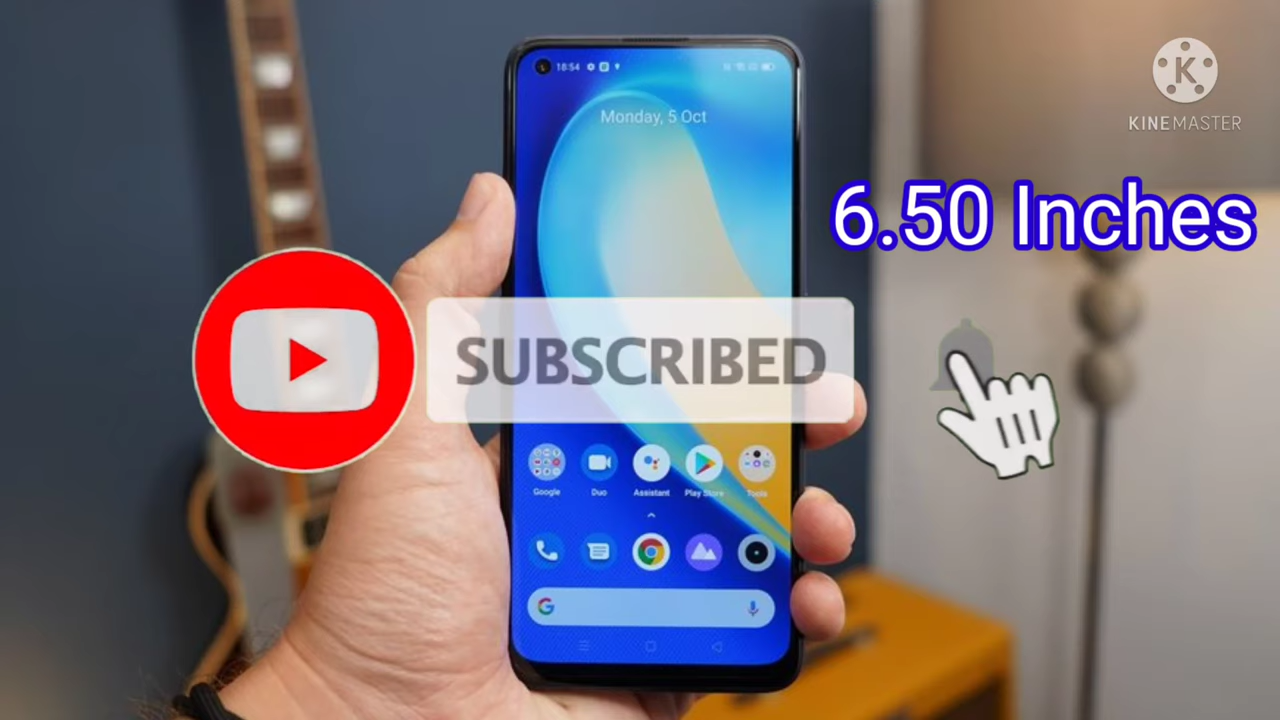 18:54
Monday, 5 Oct
KINEMASTER
6.50 Inches
SUBSCRIBED
Google Duo Assistant Play Store Tools